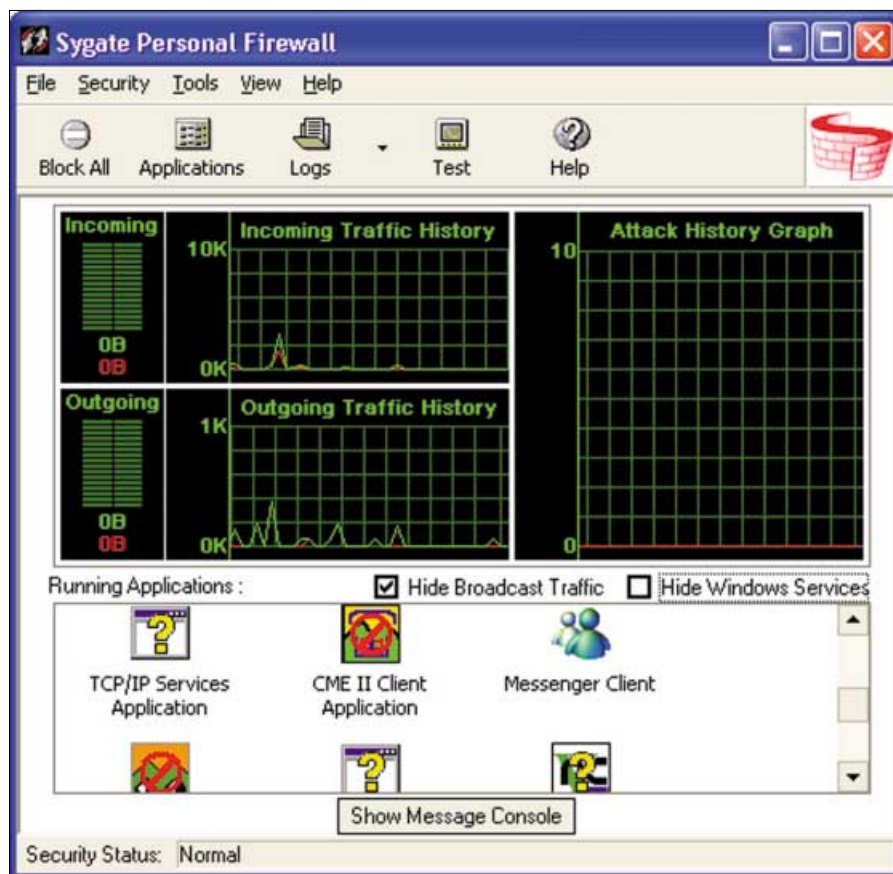 Sygate Personal Firewall
File Security Tools View Help
Block All Applications Logs Test Help
Incoming
0B
0B
Incoming Traffic History
10K
0K
Outgoing
0B
0B
Outgoing Traffic History
1K
0K
Attack History Graph
10
0
Running Applications :
Hide Broadcast Traffic
Hide Windows Services
TCP/IP Services
Application
CME II Client
Application
Messenger Client
Show Message Console
Security Status: Normal